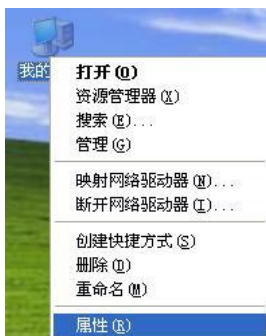 我的
打开(O)
资源管理器(X)
搜索(E)...
管理(G)
映射网络驱动器(N)...
断开网络驱动器(I)...
创建快捷方式(S)
删除(D)
重命名(M)
属性(R)